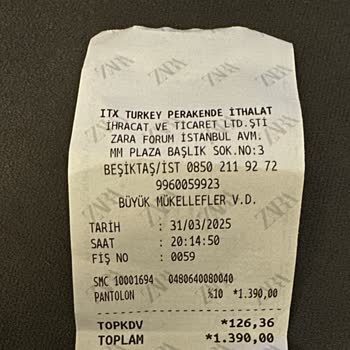 ITX TURKEY PERAKENDE İTHALAT
İHRACAT VE TİCARET LTD.ŞTİ
ZARA FORUM İSTANBUL AVM.
MM PLAZA BAŞLIK SOK.NO:3
BEŞİKTAŞ/İST 0850 211 92 72
9960059923
BÜYÜK MÜKELLEFLER V.D.
TARİH : 31/03/2025
SAAT : 20:14:50
FİŞ NO : 0059
SMC 10001694 0480640080040
PANTOLON %10 *1.390,00
TOPKDV *126,36
TOPLAM *1.390,00